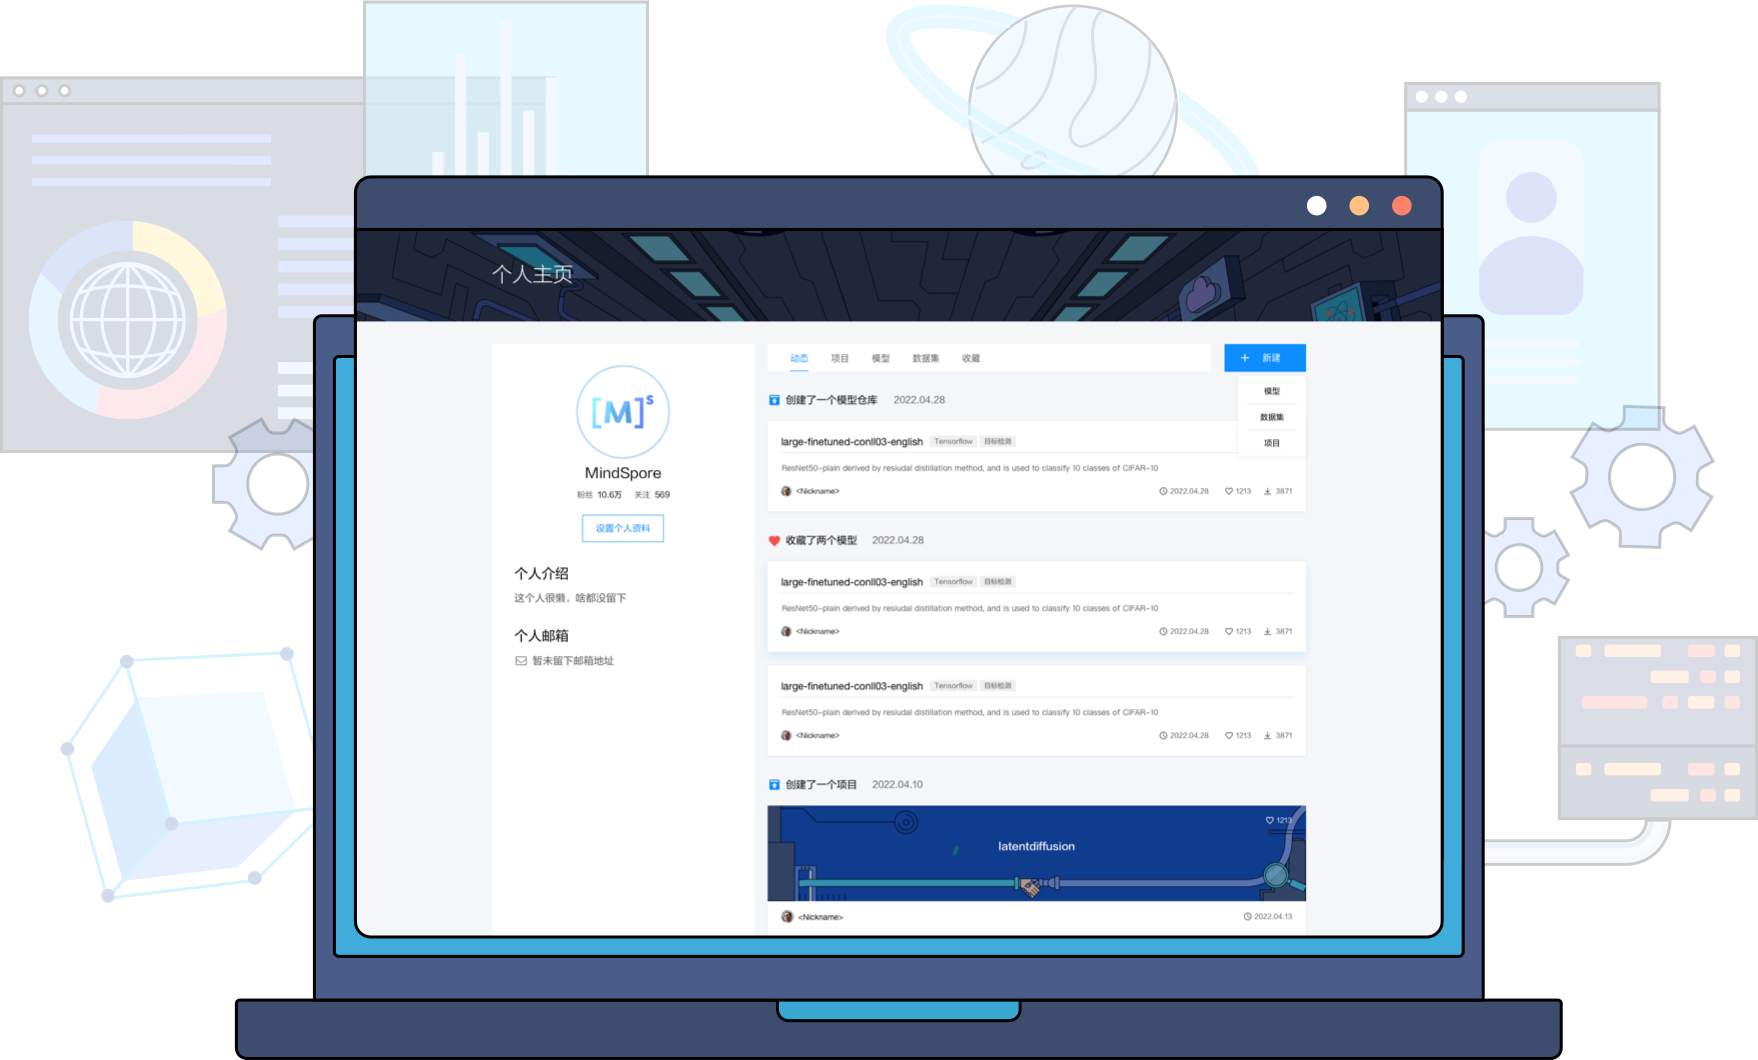 个人主页
[M]s
MindSpore
粉丝 10.6万 关注 569
设置个人资料
个人介绍
这个人很懒，啥都没留下
个人邮箱
暂未留下邮箱地址
动态 项目 模型 数据集 收藏
+ 新建
模型
数据集
项目
创建了一个模型仓库 2022.04.28
large-finetuned-conll03-english Tensorflow 目标检测
ResNet50-plain derived by resiudal distillation method, and is used to classify 10 classes of CIFAR-10
<Nickname> 2022.04.28 1213 3871
收藏了两个模型 2022.04.28
large-finetuned-conll03-english Tensorflow 目标检测
ResNet50-plain derived by resiudal distillation method, and is used to classify 10 classes of CIFAR-10
<Nickname> 2022.04.28 1213 3871
large-finetuned-conll03-english Tensorflow 目标检测
ResNet50-plain derived by resiudal distillation method, and is used to classify 10 classes of CIFAR-10
<Nickname> 2022.04.28 1213 3871
创建了一个项目 2022.04.10
1213
latentdiffusion
<Nickname> 2022.04.13